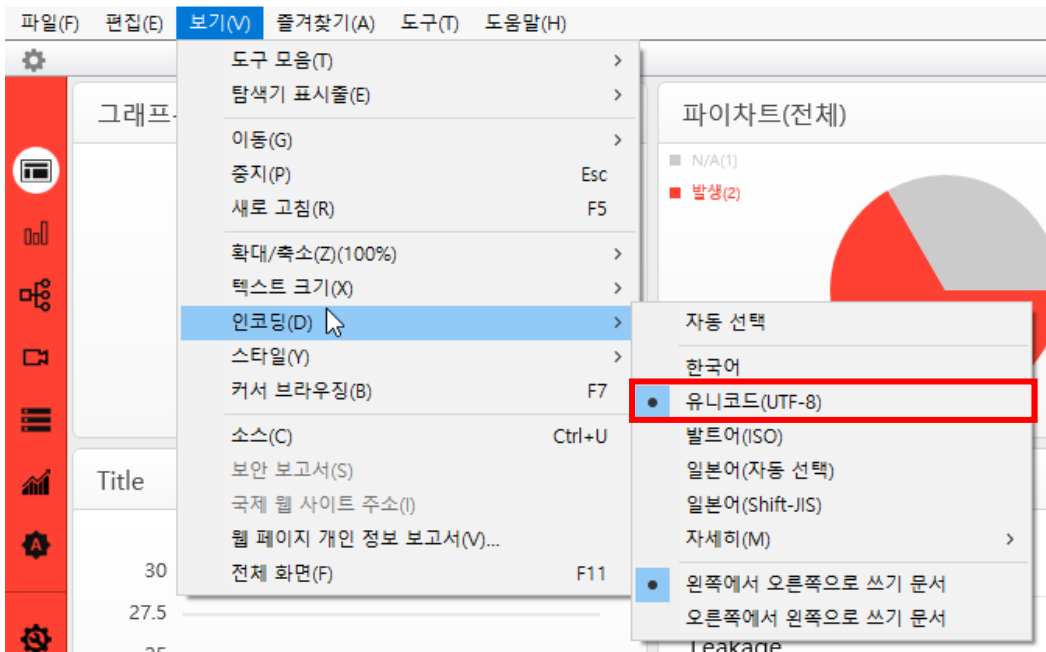 파일(F) 편집(E) 보기(V) 즐겨찾기(A) 도구(T) 도움말(H)
도구 모음(T)
탐색기 표시줄(E)
이동(G)
중지(P) Esc
새로 고침(R) F5
확대/축소(Z)(100%)
텍스트 크기(X)
인코딩(D)
스타일(Y)
커서 브라우징(B) F7
소스(C) Ctrl+U
보안 보고서(S)
국제 웹 사이트 주소(I)
웹 페이지 개인 정보 보고서(V)...
전체 화면(F) F11
자동 선택
한국어
유니코드(UTF-8)
발트어(ISO)
일본어(자동 선택)
일본어(Shift-JIS)
자세히(M)
왼쪽에서 오른쪽으로 쓰기 문서
오른쪽에서 왼쪽으로 쓰기 문서
그래프
파이차트(전체)
N/A(1)
발생(2)
Title
30
27.5
25
Leakage